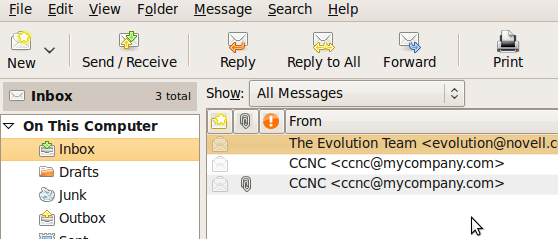 File Edit View Folder Message Search Help
New Send / Receive Reply Reply to All Forward Print
Inbox 3 total
Show: All Messages
On This Computer
Inbox
Drafts
Junk
Outbox
From
The Evolution Team <evolution@novell.c
CCNC <ccnc@mycompany.com>
CCNC <ccnc@mycompany.com>